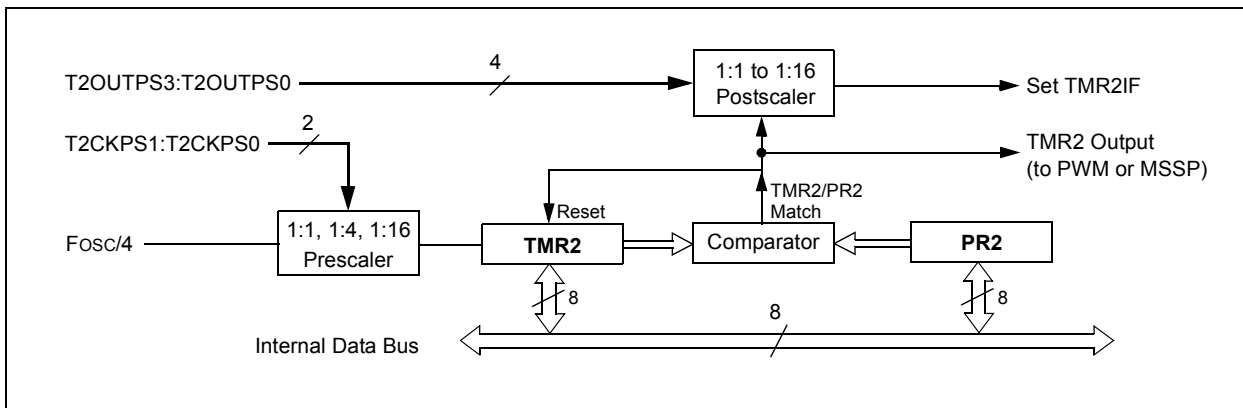 T2OUTPS3:T2OUTPS0
4
1:1 to 1:16
Postscaler
Set TMR2IF
T2CKPS1:T2CKPS0
2
TMR2 Output
(to PWM or MSSP)
TMR2/PR2
Match
Reset
FOSC/4
1:1, 1:4, 1:16
Prescaler
TMR2
Comparator
PR2
8
8
8
Internal Data Bus